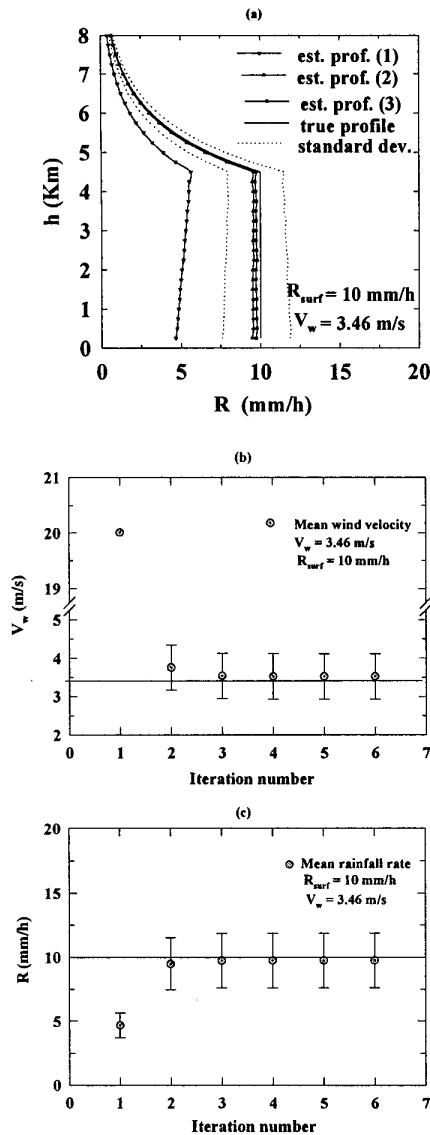 (a)
8
7
6
5
4
3
2
1
0
h (Km)
est. prof. (1)
est. prof. (2)
est. prof. (3)
true profile
standard dev.
R_surf = 10 mm/h
V_w = 3.46 m/s
0 5 10 15 20
R (mm/h)
(b)
21
20
19
5
4
3
2
V_w (m/s)
Mean wind velocity
V_w = 3.46 m/s
R_surf = 10 mm/h
0 1 2 3 4 5 6 7
Iteration number
(c)
20
15
10
5
0
R (mm/h)
Mean rainfall rate
R_surf = 10 mm/h
V_w = 3.46 m/s
0 1 2 3 4 5 6 7
Iteration number